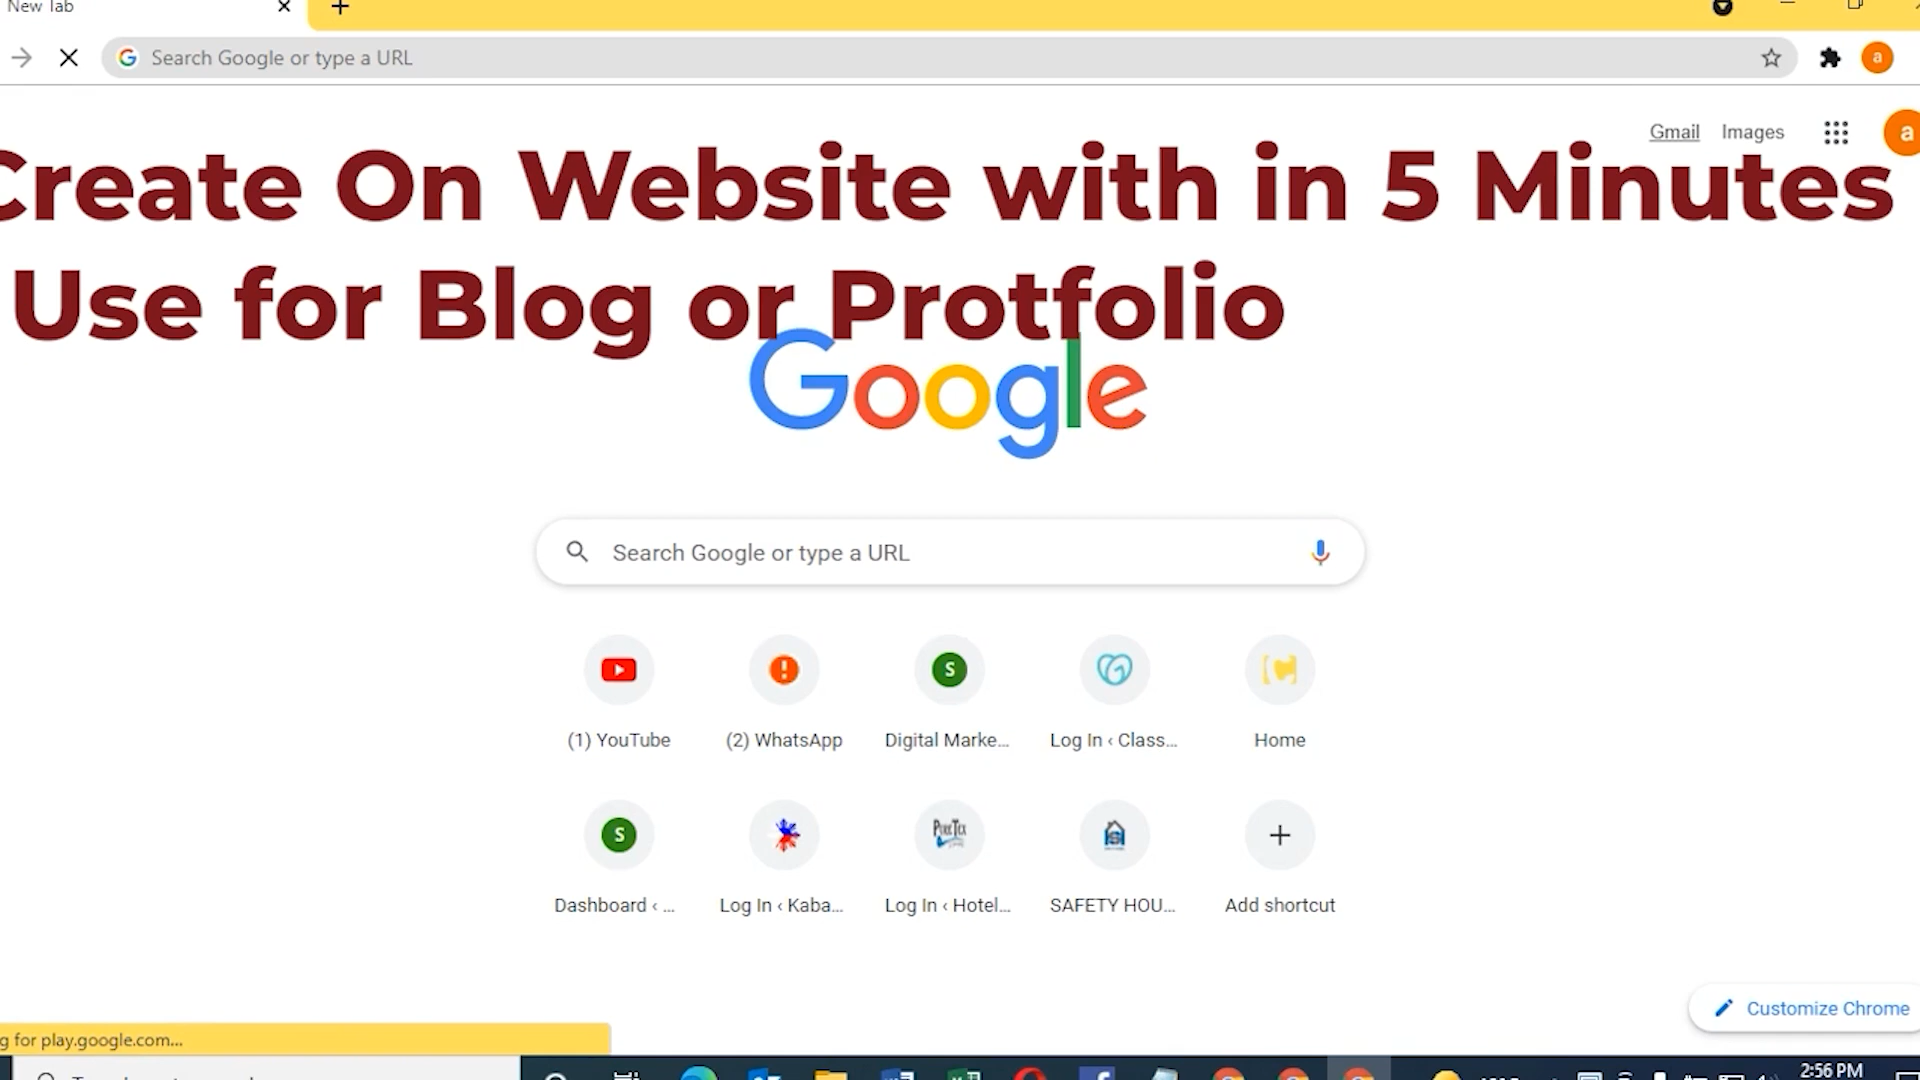 New Tab
Search Google or type a URL
a
Gmail Images
a
Create On Website with in 5 Minutes
Use for Blog or Protfolio
Google
Search Google or type a URL
S
(1) YouTube (2) WhatsApp Digital Marke... Log In ‹ Class... Home
S PureTex
Dashboard ‹ ... Log In ‹ Kaba... Log In ‹ Hotel... SAFETY HOU... Add shortcut
Customize Chrome
g for play.google.com...
2:56 PM